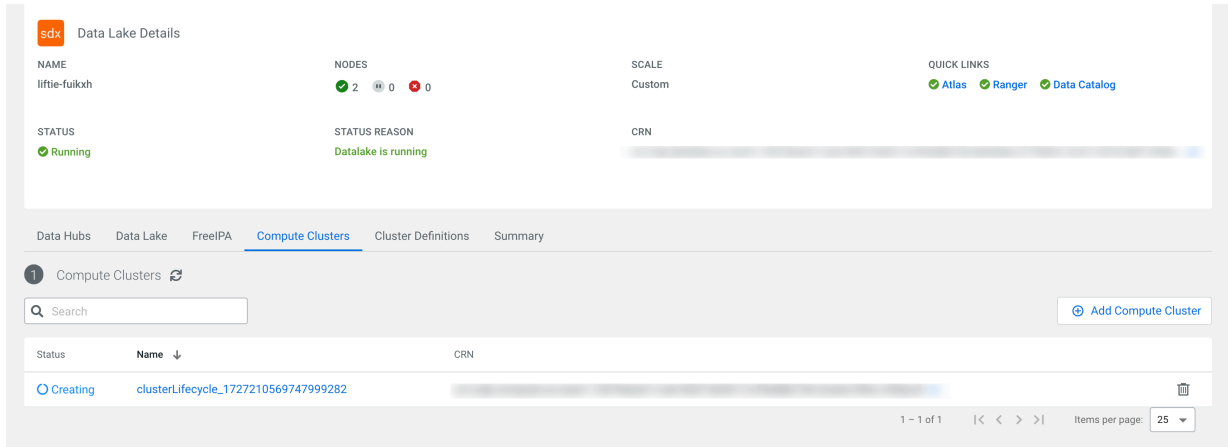 sdx Data Lake Details
NAME NODES SCALE QUICK LINKS
liftie-fuikxh 2 0 0 Custom Atlas Ranger Data Catalog
STATUS STATUS REASON CRN
Running Datalake is running
Data Hubs Data Lake FreeIPA Compute Clusters Cluster Definitions Summary
1 Compute Clusters
Search Add Compute Cluster
Status Name CRN
Creating clusterLifecycle_1727210569747999282
1 – 1 of 1 Items per page: 25